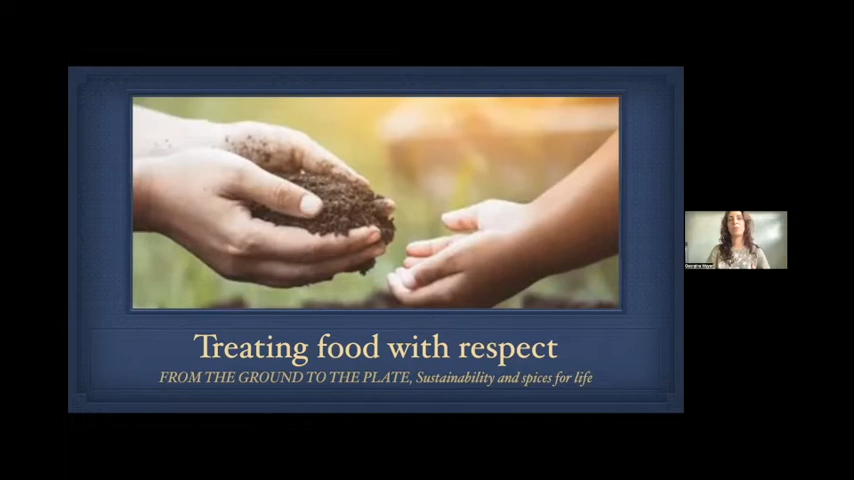 Treating food with respect
FROM THE GROUND TO THE PLATE, Sustainability and spices for life